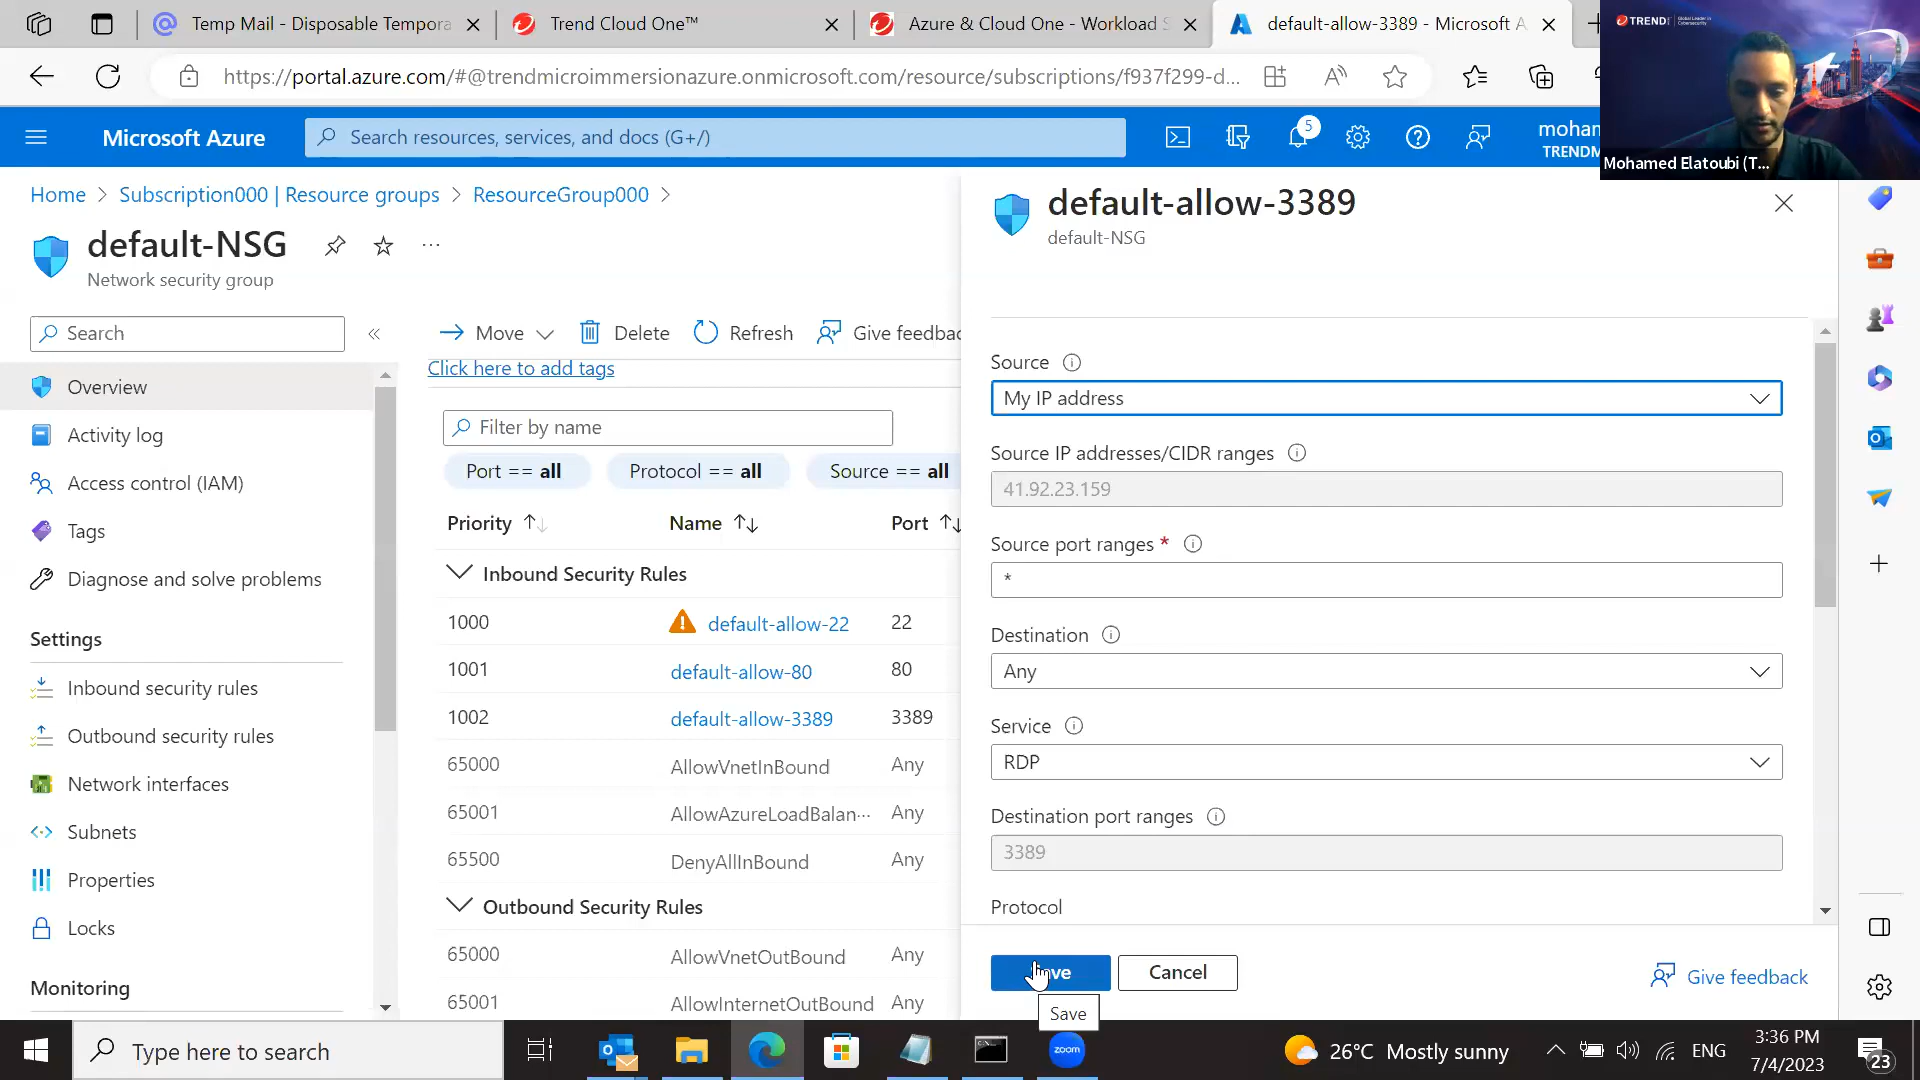 Temp Mail - Disposable Tempora
Trend Cloud One™
Azure & Cloud One - Workload S
default-allow-3389 - Microsoft A
https://portal.azure.com/#@trendmicroimmersionazure.onmicrosoft.com/resource/subscriptions/f937f299-d...
TREND
Mohamed Elatoubi (T...
Microsoft Azure
Search resources, services, and docs (G+/)
5
moham
TRENDM
Home > Subscription000 | Resource groups > ResourceGroup000 >
default-NSG
Network security group
Search
Overview
Activity log
Access control (IAM)
Tags
Diagnose and solve problems
Settings
Inbound security rules
Outbound security rules
Network interfaces
Subnets
Properties
Locks
Monitoring
Move
Delete
Refresh
Give feedbac
Click here to add tags
Filter by name
Port == all
Protocol == all
Source == all
Priority
Name
Port
Inbound Security Rules
1000 default-allow-22 22
1001 default-allow-80 80
1002 default-allow-3389 3389
65000 AllowVnetInBound Any
65001 AllowAzureLoadBalan··· Any
65500 DenyAllInBound Any
Outbound Security Rules
65000 AllowVnetOutBound Any
65001 AllowInternetOutBound Any
default-allow-3389
default-NSG
Source
My IP address
Source IP addresses/CIDR ranges
41.92.23.159
Source port ranges *
*
Destination
Any
Service
RDP
Destination port ranges
3389
Protocol
Save
Cancel
Give feedback
Save
Type here to search
zoom
26°C Mostly sunny
ENG
3:36 PM
7/4/2023
23